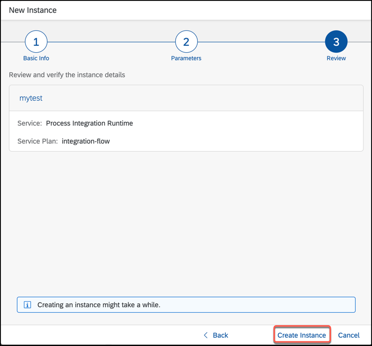 New Instance
1
2
3
Basic Info
Parameters
Review
Review and verify the instance details
mytest
Service: Process Integration Runtime
Service Plan: integration-flow
Creating an instance might take a while.
Back
Create Instance
Cancel